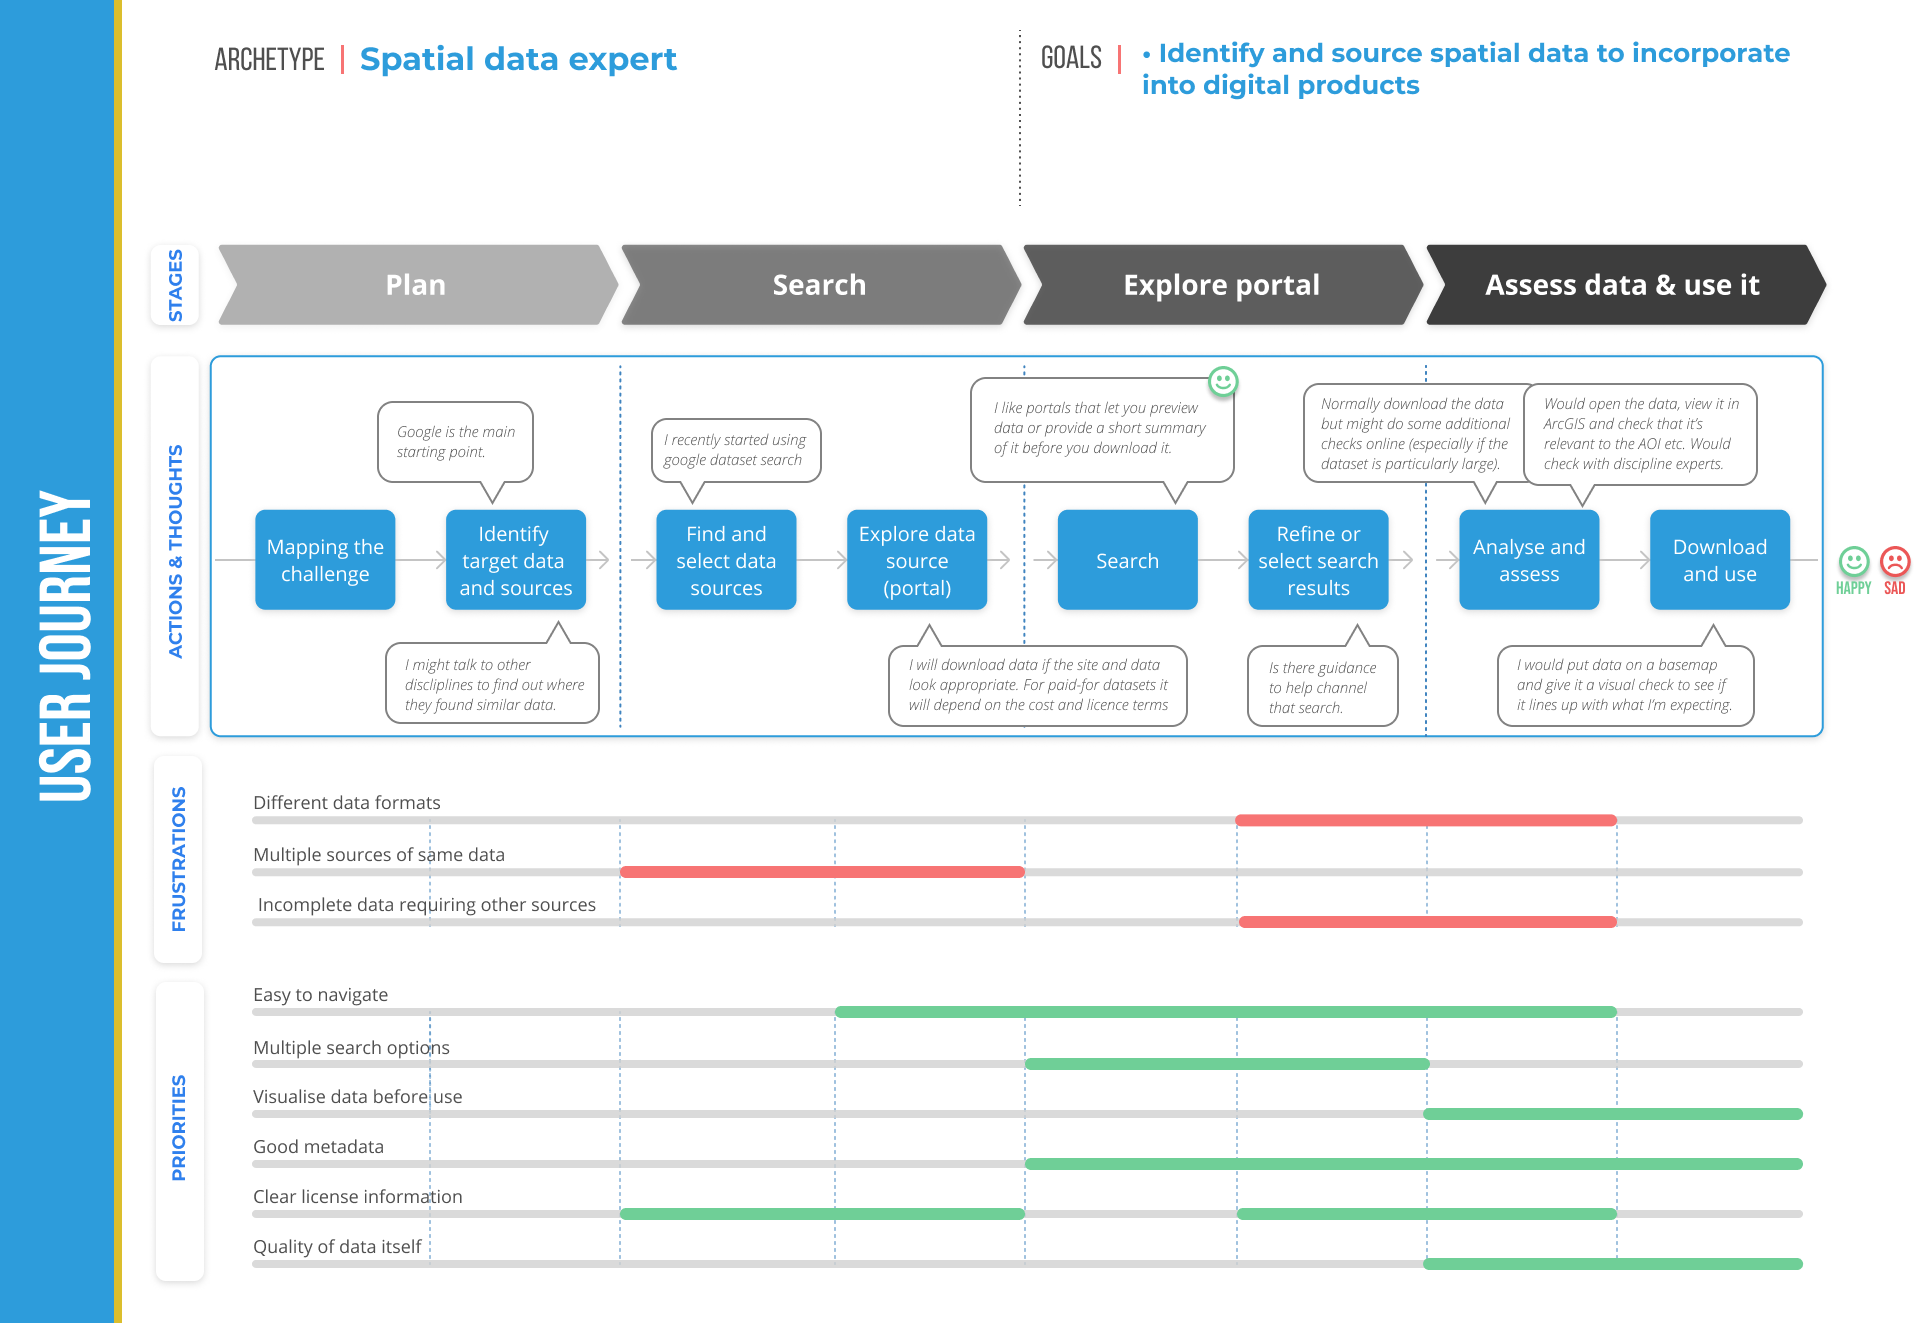 USER JOURNEY
ARCHETYPE
Spatial data expert
GOALS
• Identify and source spatial data to incorporate
into digital products
STAGES
Plan
Search
Explore portal
Assess data & use it
ACTIONS & THOUGHTS
Google is the main
starting point.
I recently started using
google dataset search
I like portals that let you preview
data or provide a short summary
of it before you download it.
Normally download the data
but might do some additional
checks online (especially if the
dataset is particularly large).
Would open the data, view it in
ArcGIS and check that it's
relevant to the AOI etc. Would
check with discipline experts.
Mapping the
challenge
Identify
target data
and sources
Find and
select data
sources
Explore data
source
(portal)
Search
Refine or
select search
results
Analyse and
assess
Download
and use
HAPPY
SAD
I might talk to other
discliplines to find out where
they found similar data.
I will download data if the site and data
look appropriate. For paid-for datasets it
will depend on the cost and licence terms
Is there guidance
to help channel
that search.
I would put data on a basemap
and give it a visual check to see if
it lines up with what I'm expecting.
FRUSTRATIONS
Different data formats
Multiple sources of same data
Incomplete data requiring other sources
PRIORITIES
Easy to navigate
Multiple search options
Visualise data before use
Good metadata
Clear license information
Quality of data itself